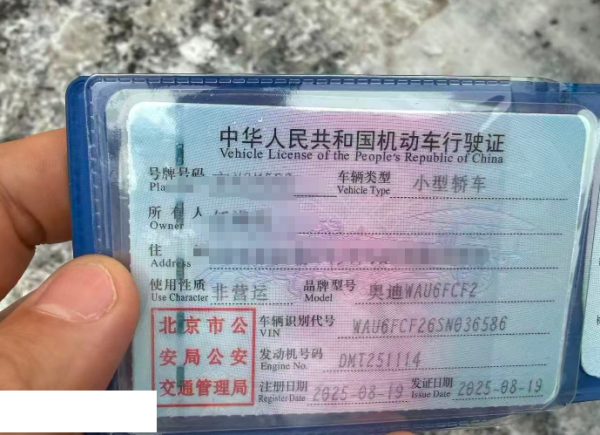 中华人民共和国机动车行驶证
Vehicle License of the People's Republic of China
号牌号码 车辆类型 小型轿车
Vehicle Type
所 人
Owner
住
Address
使用性质 非营运 品牌型号 奥迪WAU6FCF2
Use Character Model
北京市公
安局公安
交通管理局
车辆识别代号 WAU6FCF26SN036586
VIN
发动机号码 DMT251114
Engine No.
注册日期 2025-08-19 发证日期 2025-08-19
Register Date Issue Date